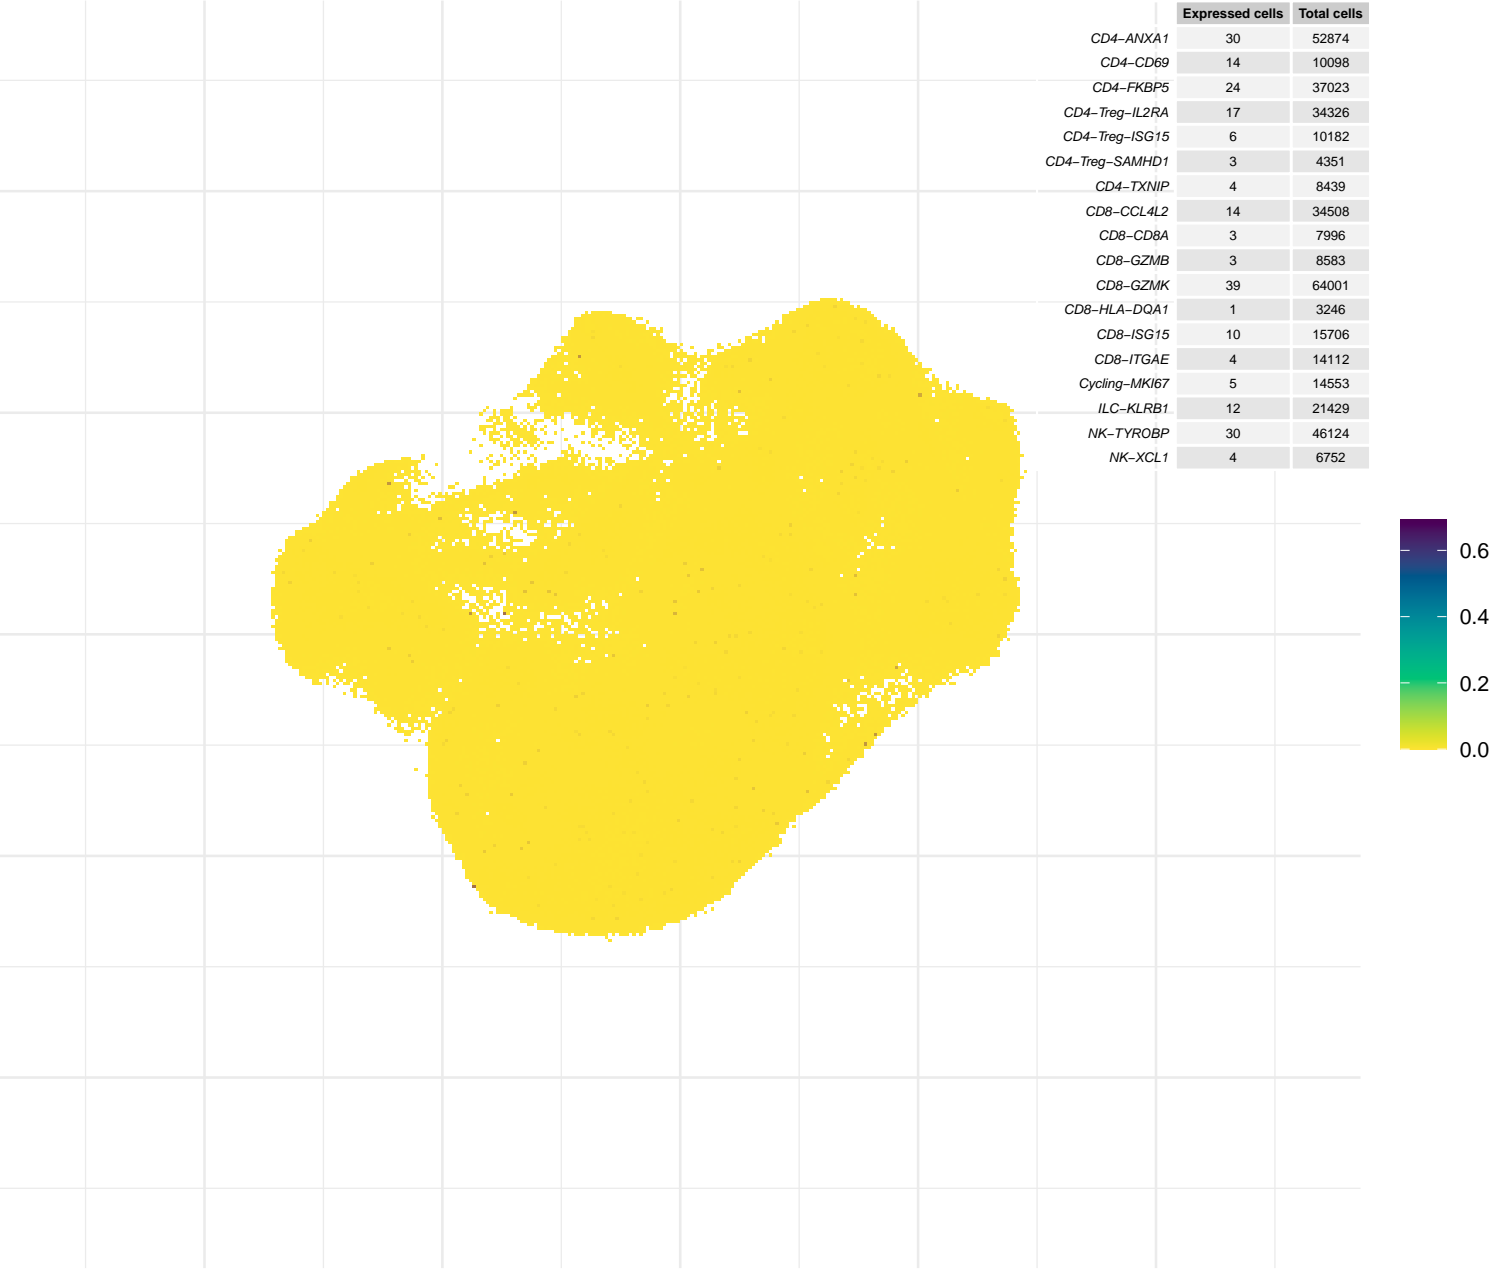 Expressed cells Total cells
CD4−ANXA1 30 52874
CD4−CD69 14 10098
CD4−FKBP5 24 37023
CD4−Treg−IL2RA 17 34326
CD4−Treg−ISG15 6 10182
CD4−Treg−SAMHD1 3 4351
CD4−TXNIP 4 8439
CD8−CCL4L2 14 34508
CD8−CD8A 3 7996
CD8−GZMB 3 8583
CD8−GZMK 39 64001
CD8−HLA−DQA1 1 3246
CD8−ISG15 10 15706
CD8−ITGAE 4 14112
Cycling−MKI67 5 14553
ILC−KLRB1 12 21429
NK−TYROBP 30 46124
NK−XCL1 4 6752
0.6
0.4
0.2
0.0